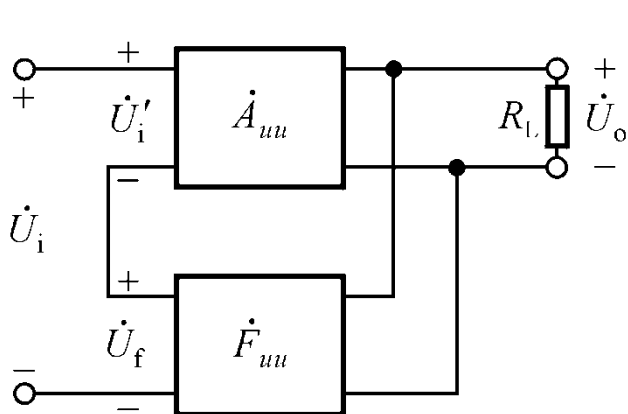 + +
U̇i′ Ȧuu RL U̇o
+ − −
U̇i
+
U̇f Ḟuu
− −
+